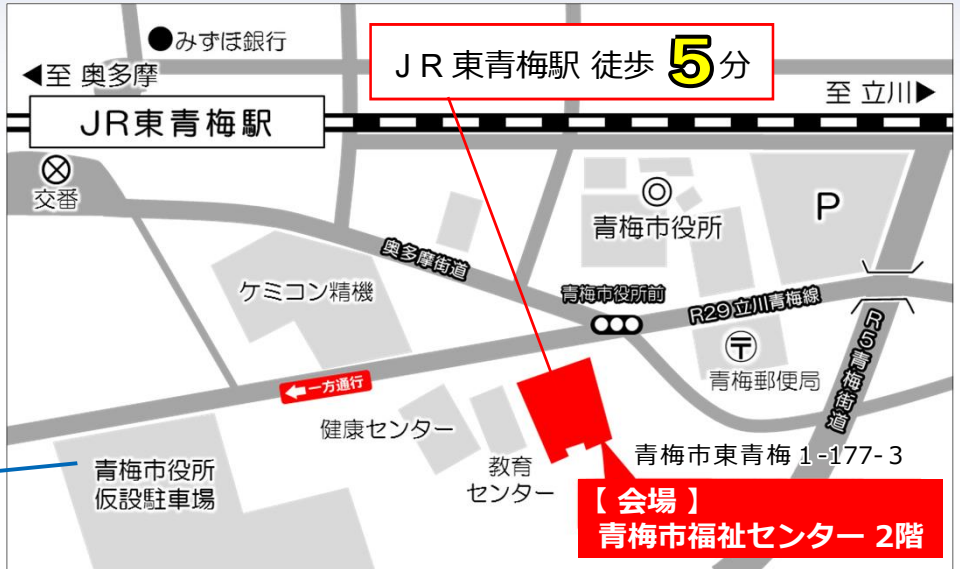 ●みずほ銀行
◀至 奥多摩
JR東青梅駅 徒歩 5分
至 立川▶
JR東青梅駅
交番
青梅市役所
P
奥多摩街道
ケミコン精機
青梅市役所前
R29 立川青梅線
〒
青梅郵便局
R5青梅街道
←一方通行
健康センター
教育
センター
青梅市東青梅1-177-3
青梅市役所
仮設駐車場
【 会場 】
青梅市福祉センター 2階